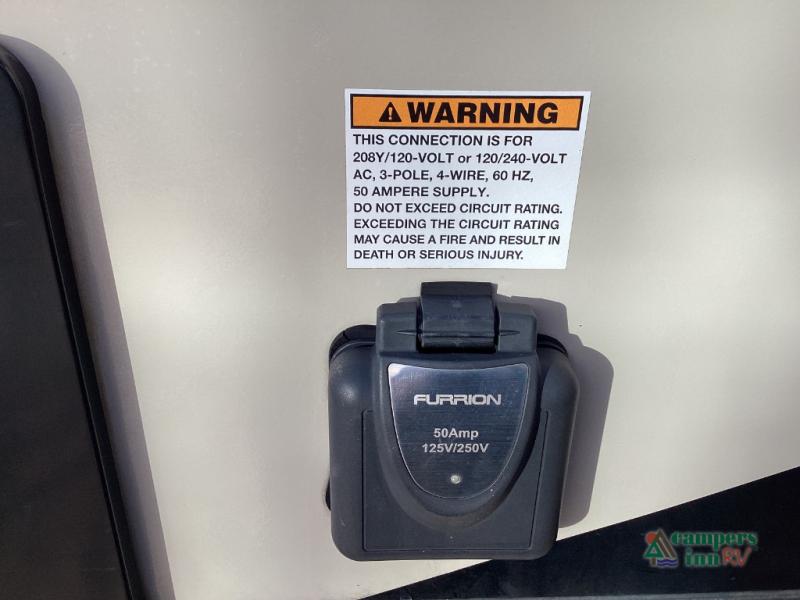 WARNING
THIS CONNECTION IS FOR
208Y/120-VOLT or 120/240-VOLT
AC, 3-POLE, 4-WIRE, 60 HZ,
50 AMPERE SUPPLY.
DO NOT EXCEED CIRCUIT RATING.
EXCEEDING THE CIRCUIT RATING
MAY CAUSE A FIRE AND RESULT IN
DEATH OR SERIOUS INJURY.
FURRION
50Amp
125V/250V
campers
inn RV